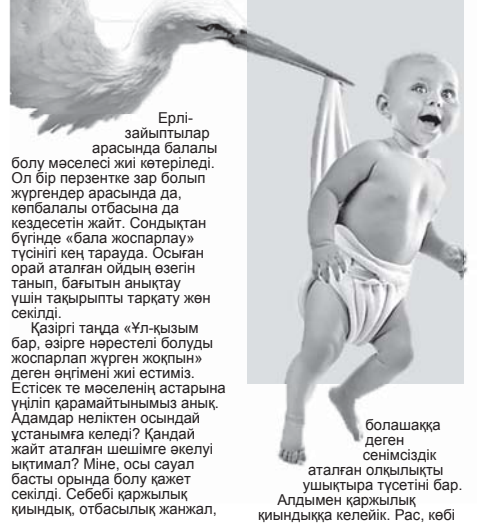 Ерлі-
зайыптылар
арасында балалы
болу мәселесі жиі көтеріледі.
Ол бір перзентке зар болып
жүргендер арасында да,
көпбалалы отбасына да
кездесетін жайт. Сондықтан
бүгінде «бала жоспарлау»
түсінігі кең тарауда. Осыған
орай аталған ойдың өзегін
танып, бағытын анықтау
үшін тақырыпты тарқату жөн
секілді.
Қазіргі таңда «Ұл-қызым
бар, әзірге нәрестелі болуды
жоспарлап жүрген жоқпын»
деген әңгімені жиі естиміз.
Естісек те мәселенің астарына
үңіліп қарамайтынымыз анық.
Адамдар неліктен осындай
ұстанымға келеді? Қандай
жайт аталған шешімге әкелуі
ықтимал? Міне, осы сауал
басты орында болу қажет
секілді. Себебі қаржылық
қиындық, отбасылық жанжал,
болашаққа
деген
сенімсіздік
аталған олқылықты
ушықтыра түсетіні бар.
Алдымен қаржылық
қиындыққа келейік. Рас, көбі